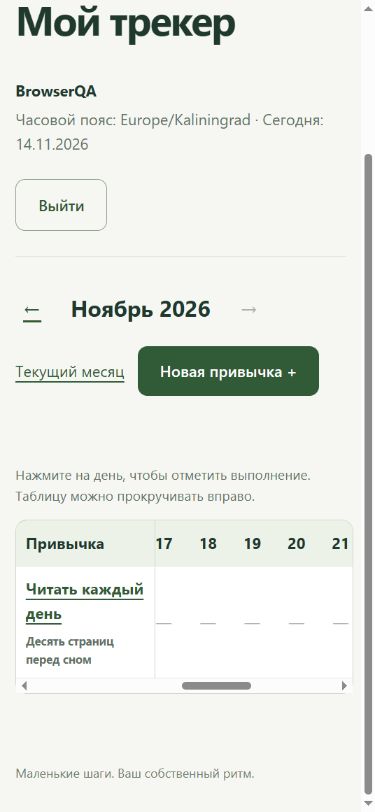 Мой трекер
BrowserQA
Часовой пояс: Europe/Kaliningrad · Сегодня:
14.11.2026
Выйти
← Ноябрь 2026 →
Текущий месяц Новая привычка +
Нажмите на день, чтобы отметить выполнение.
Таблицу можно прокручивать вправо.
Привычка 17 18 19 20 21
Читать каждый — — — — —
день
Десять страниц
перед сном
Маленькие шаги. Ваш собственный ритм.